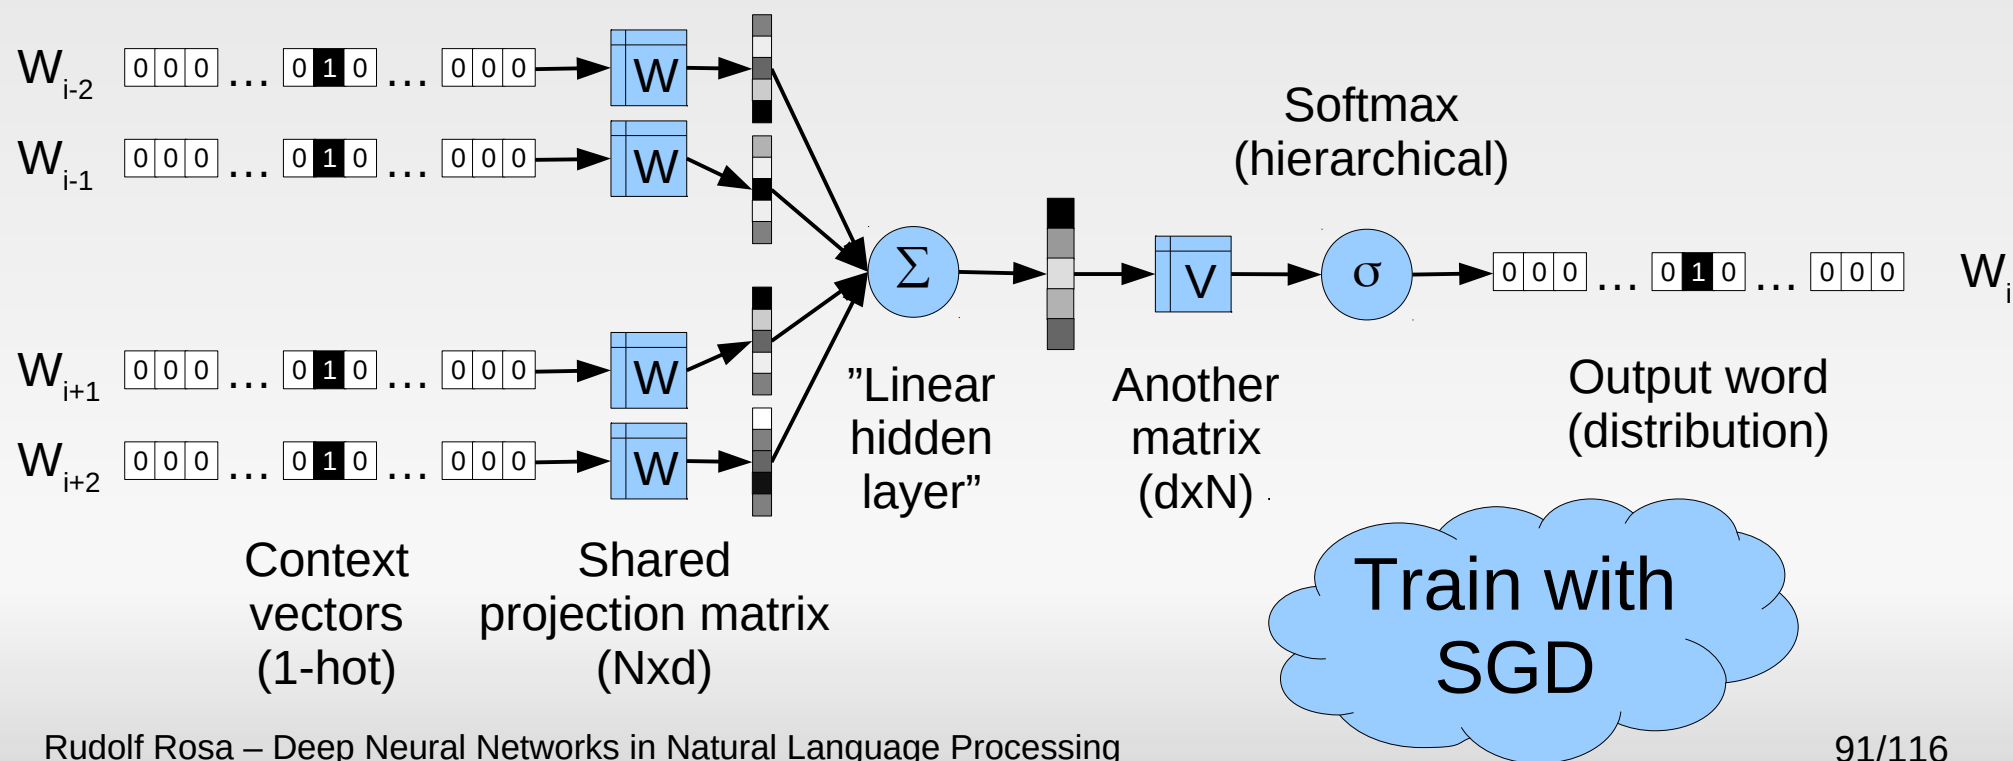 W i-2 0 0 0 ... 0 1 0 ... 0 0 0 W
W i-1 0 0 0 ... 0 1 0 ... 0 0 0 W
Softmax
(hierarchical)
Σ V σ 0 0 0 ... 0 1 0 ... 0 0 0 W i
W i+1 0 0 0 ... 0 1 0 ... 0 0 0 W
W i+2 0 0 0 ... 0 1 0 ... 0 0 0 W
”Linear
hidden
layer”
Another
matrix
(dxN)
Output word
(distribution)
Context
vectors
(1-hot)
Shared
projection matrix
(Nxd)
Train with
SGD
Rudolf Rosa – Deep Neural Networks in Natural Language Processing
91/116